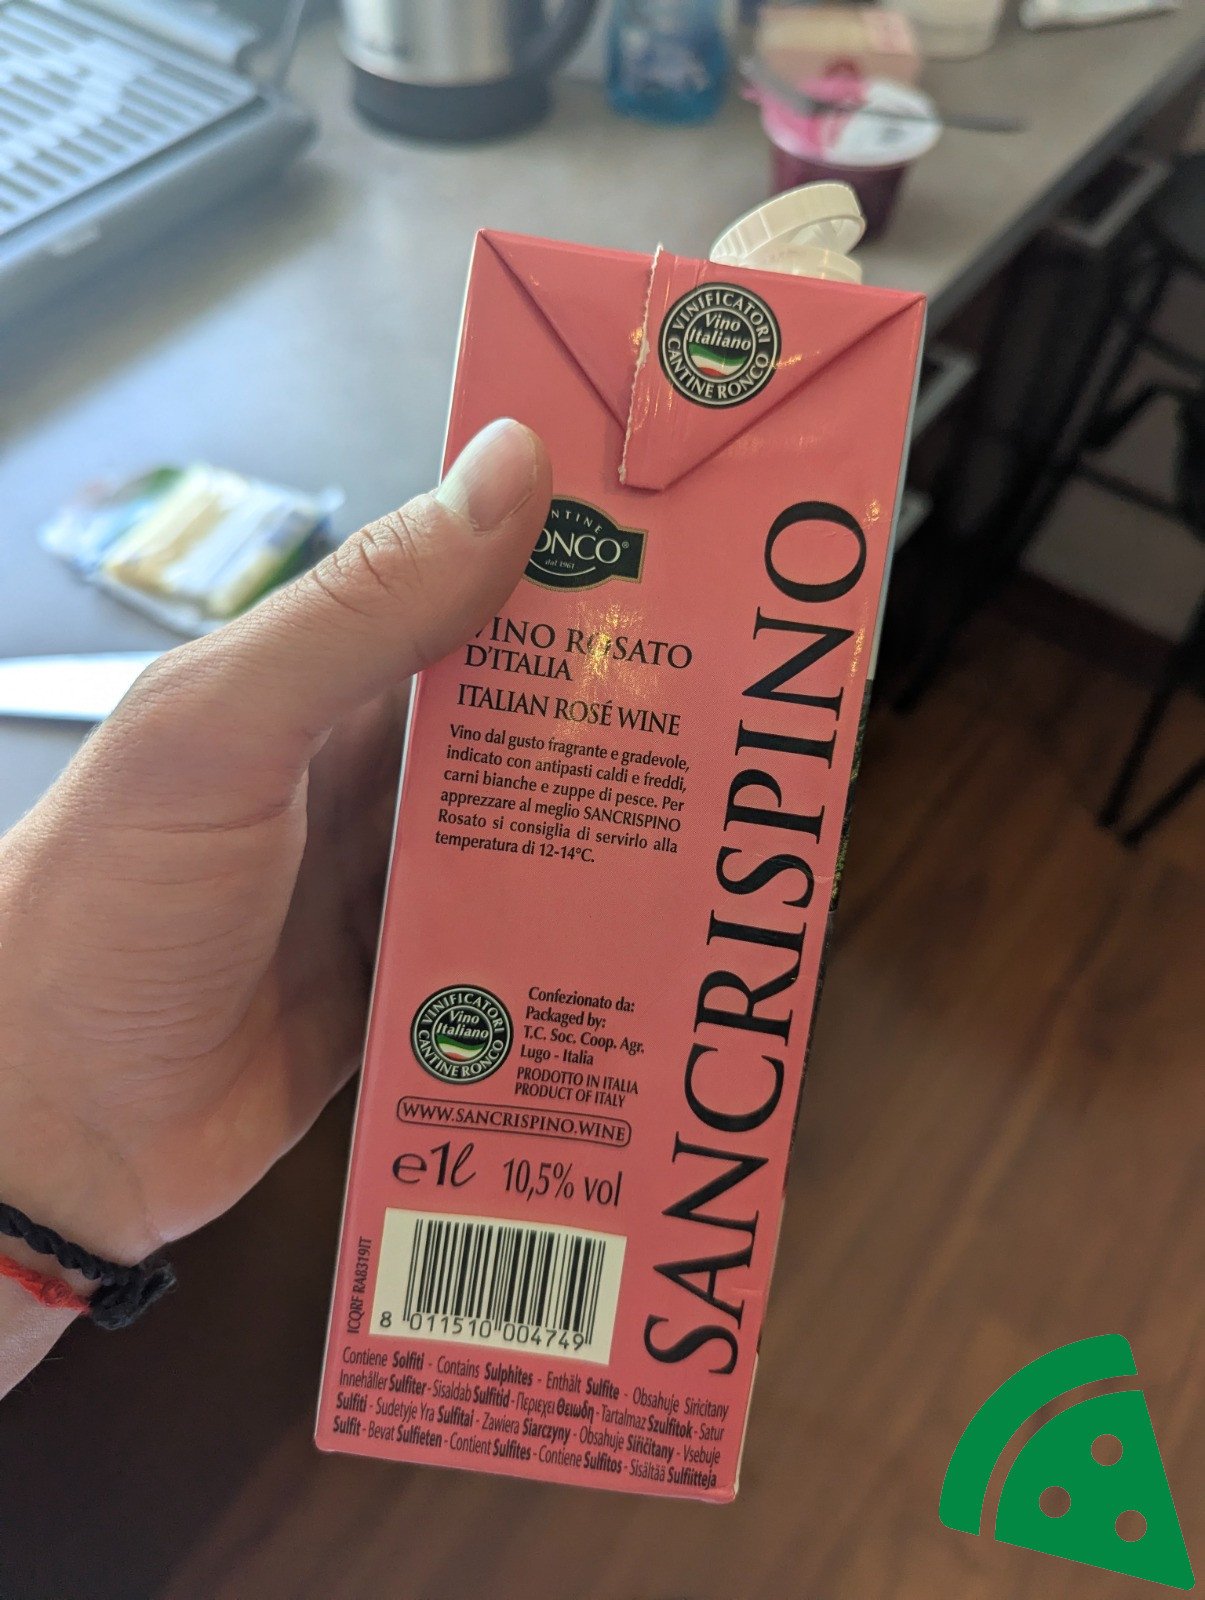 VINIFICATORI
Vino
Italiano
CANTINE RONCO
ONCO®
dal 1961
VINO ROSATO
D'ITALIA
ITALIAN ROSÉ WINE
Vino dal gusto fragrante e gradevole,
indicato con antipasti caldi e freddi,
carni bianche e zuppe di pesce. Per
apprezzare al meglio SANCRISPINO
Rosato si consiglia di servirlo alla
temperatura di 12-14°C.
SANCRISPINO
VINIFICATORI
Vino
Italiano
CANTINE RONCO
Confezionato da:
Packaged by:
T.C. Soc. Coop. Agr.
Lugo - Italia
PRODOTTO IN ITALIA
PRODUCT OF ITALY
WWW.SANCRISPINO.WINE
e1l 10,5% vol
ICQRF RA8319IT
8 011510 004749
Contiene Solfiti - Contains Sulphites - Enthält Sulfite - Obsahuje Siricitany
Innehåller Sulfiter - Sisaldab Sulfitid - Περιεχει Θειωδη - Tartalmaz Szulfitok - Satur
Sulfiti - Sudetyje Yra Sulfitai - Zawiera Siarczyny - Obsahuje Siřičitany - Vsebuje
Sulfit - Bevat Sulfieten - Contient Sulfites - Contiene Sulfitos - Sisältää Sulfiitteja